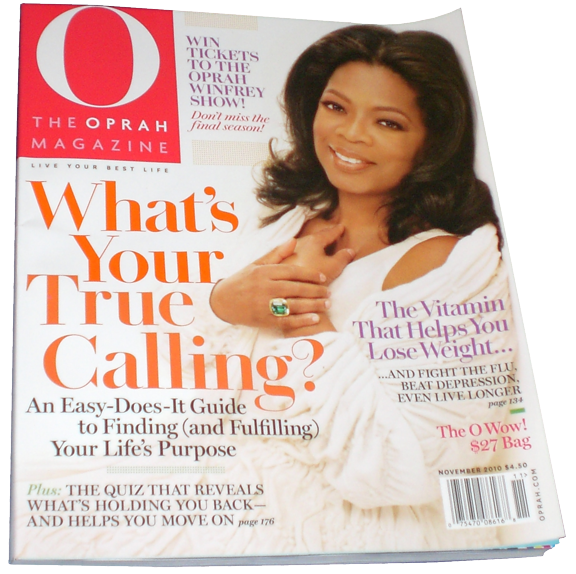 O
THE OPRAH
MAGAZINE
LIVE YOUR BEST LIFE
WIN
TICKETS
TO THE
OPRAH
WINFREY
SHOW!
Don't miss the
final season!
What's
Your
True
Calling?
An Easy-Does-It Guide
to Finding (and Fulfilling)
Your Life's Purpose
Plus: THE QUIZ THAT REVEALS
WHAT'S HOLDING YOU BACK—
AND HELPS YOU MOVE ON page 176
The Vitamin
That Helps You
Lose Weight...
...AND FIGHT THE FLU,
BEAT DEPRESSION,
EVEN LIVE LONGER
page 134
The O Wow!
$27 Bag
NOVEMBER 2010 $4.50
11
OPRAH.COM